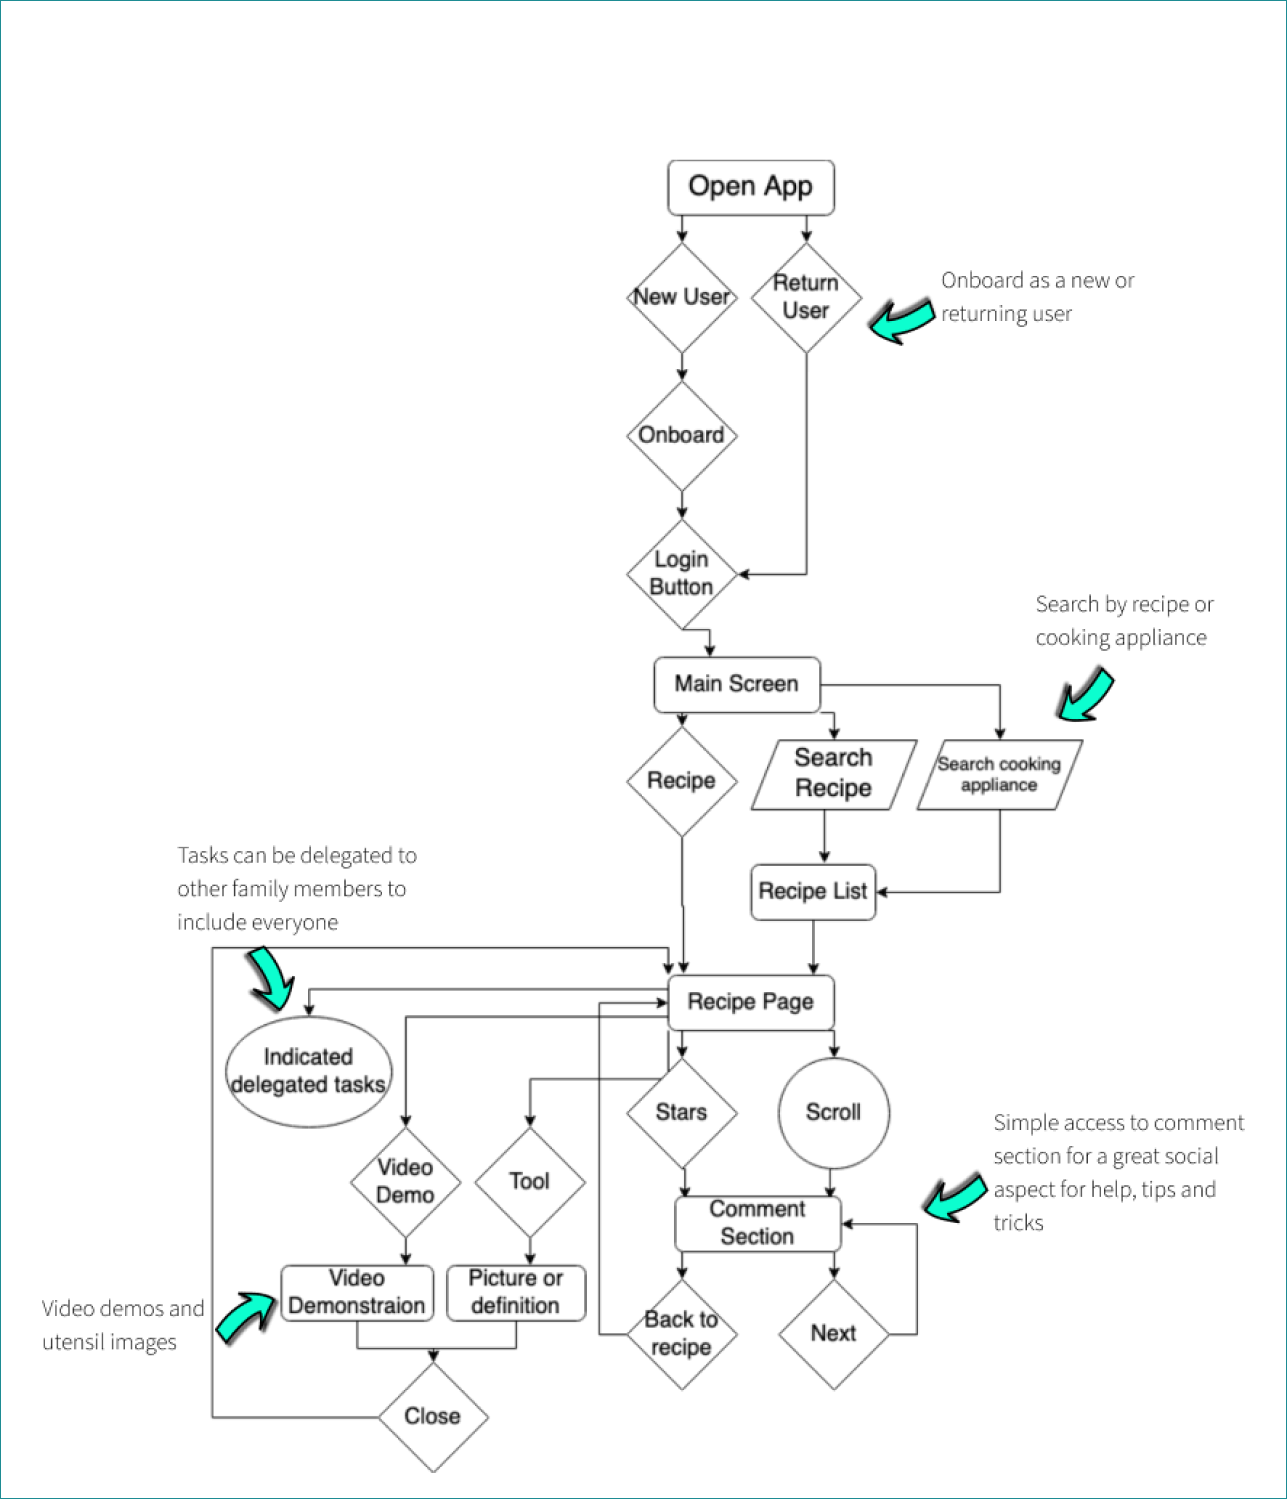 Open App
New User
Return
User
Onboard as a new or
returning user
Onboard
Login
Button
Search by recipe or
cooking appliance
Main Screen
Recipe
Search
Recipe
Search cooking
appliance
Tasks can be delegated to
other family members to
include everyone
Recipe List
Recipe Page
Indicated
delegated tasks
Stars
Scroll
Video
Demo
Tool
Simple access to comment
section for a great social
aspect for help, tips and
tricks
Comment
Section
Video
Demonstraion
Picture or
definition
Video demos and
utensil images
Back to
recipe
Next
Close